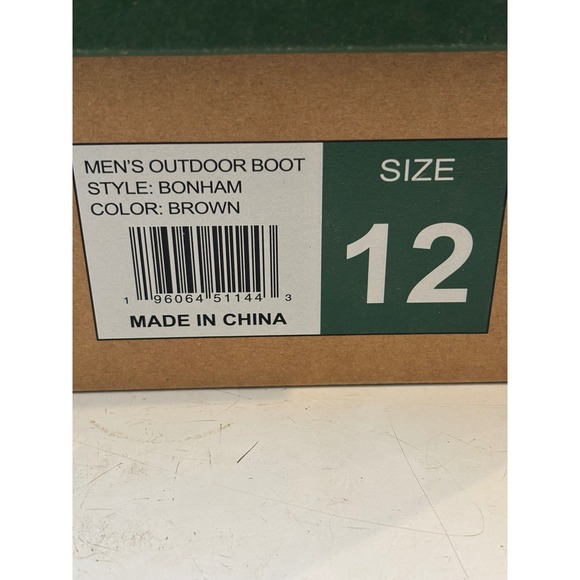 MEN'S OUTDOOR BOOT
STYLE: BONHAM
COLOR: BROWN
1 96064 51144 3
MADE IN CHINA
SIZE
12